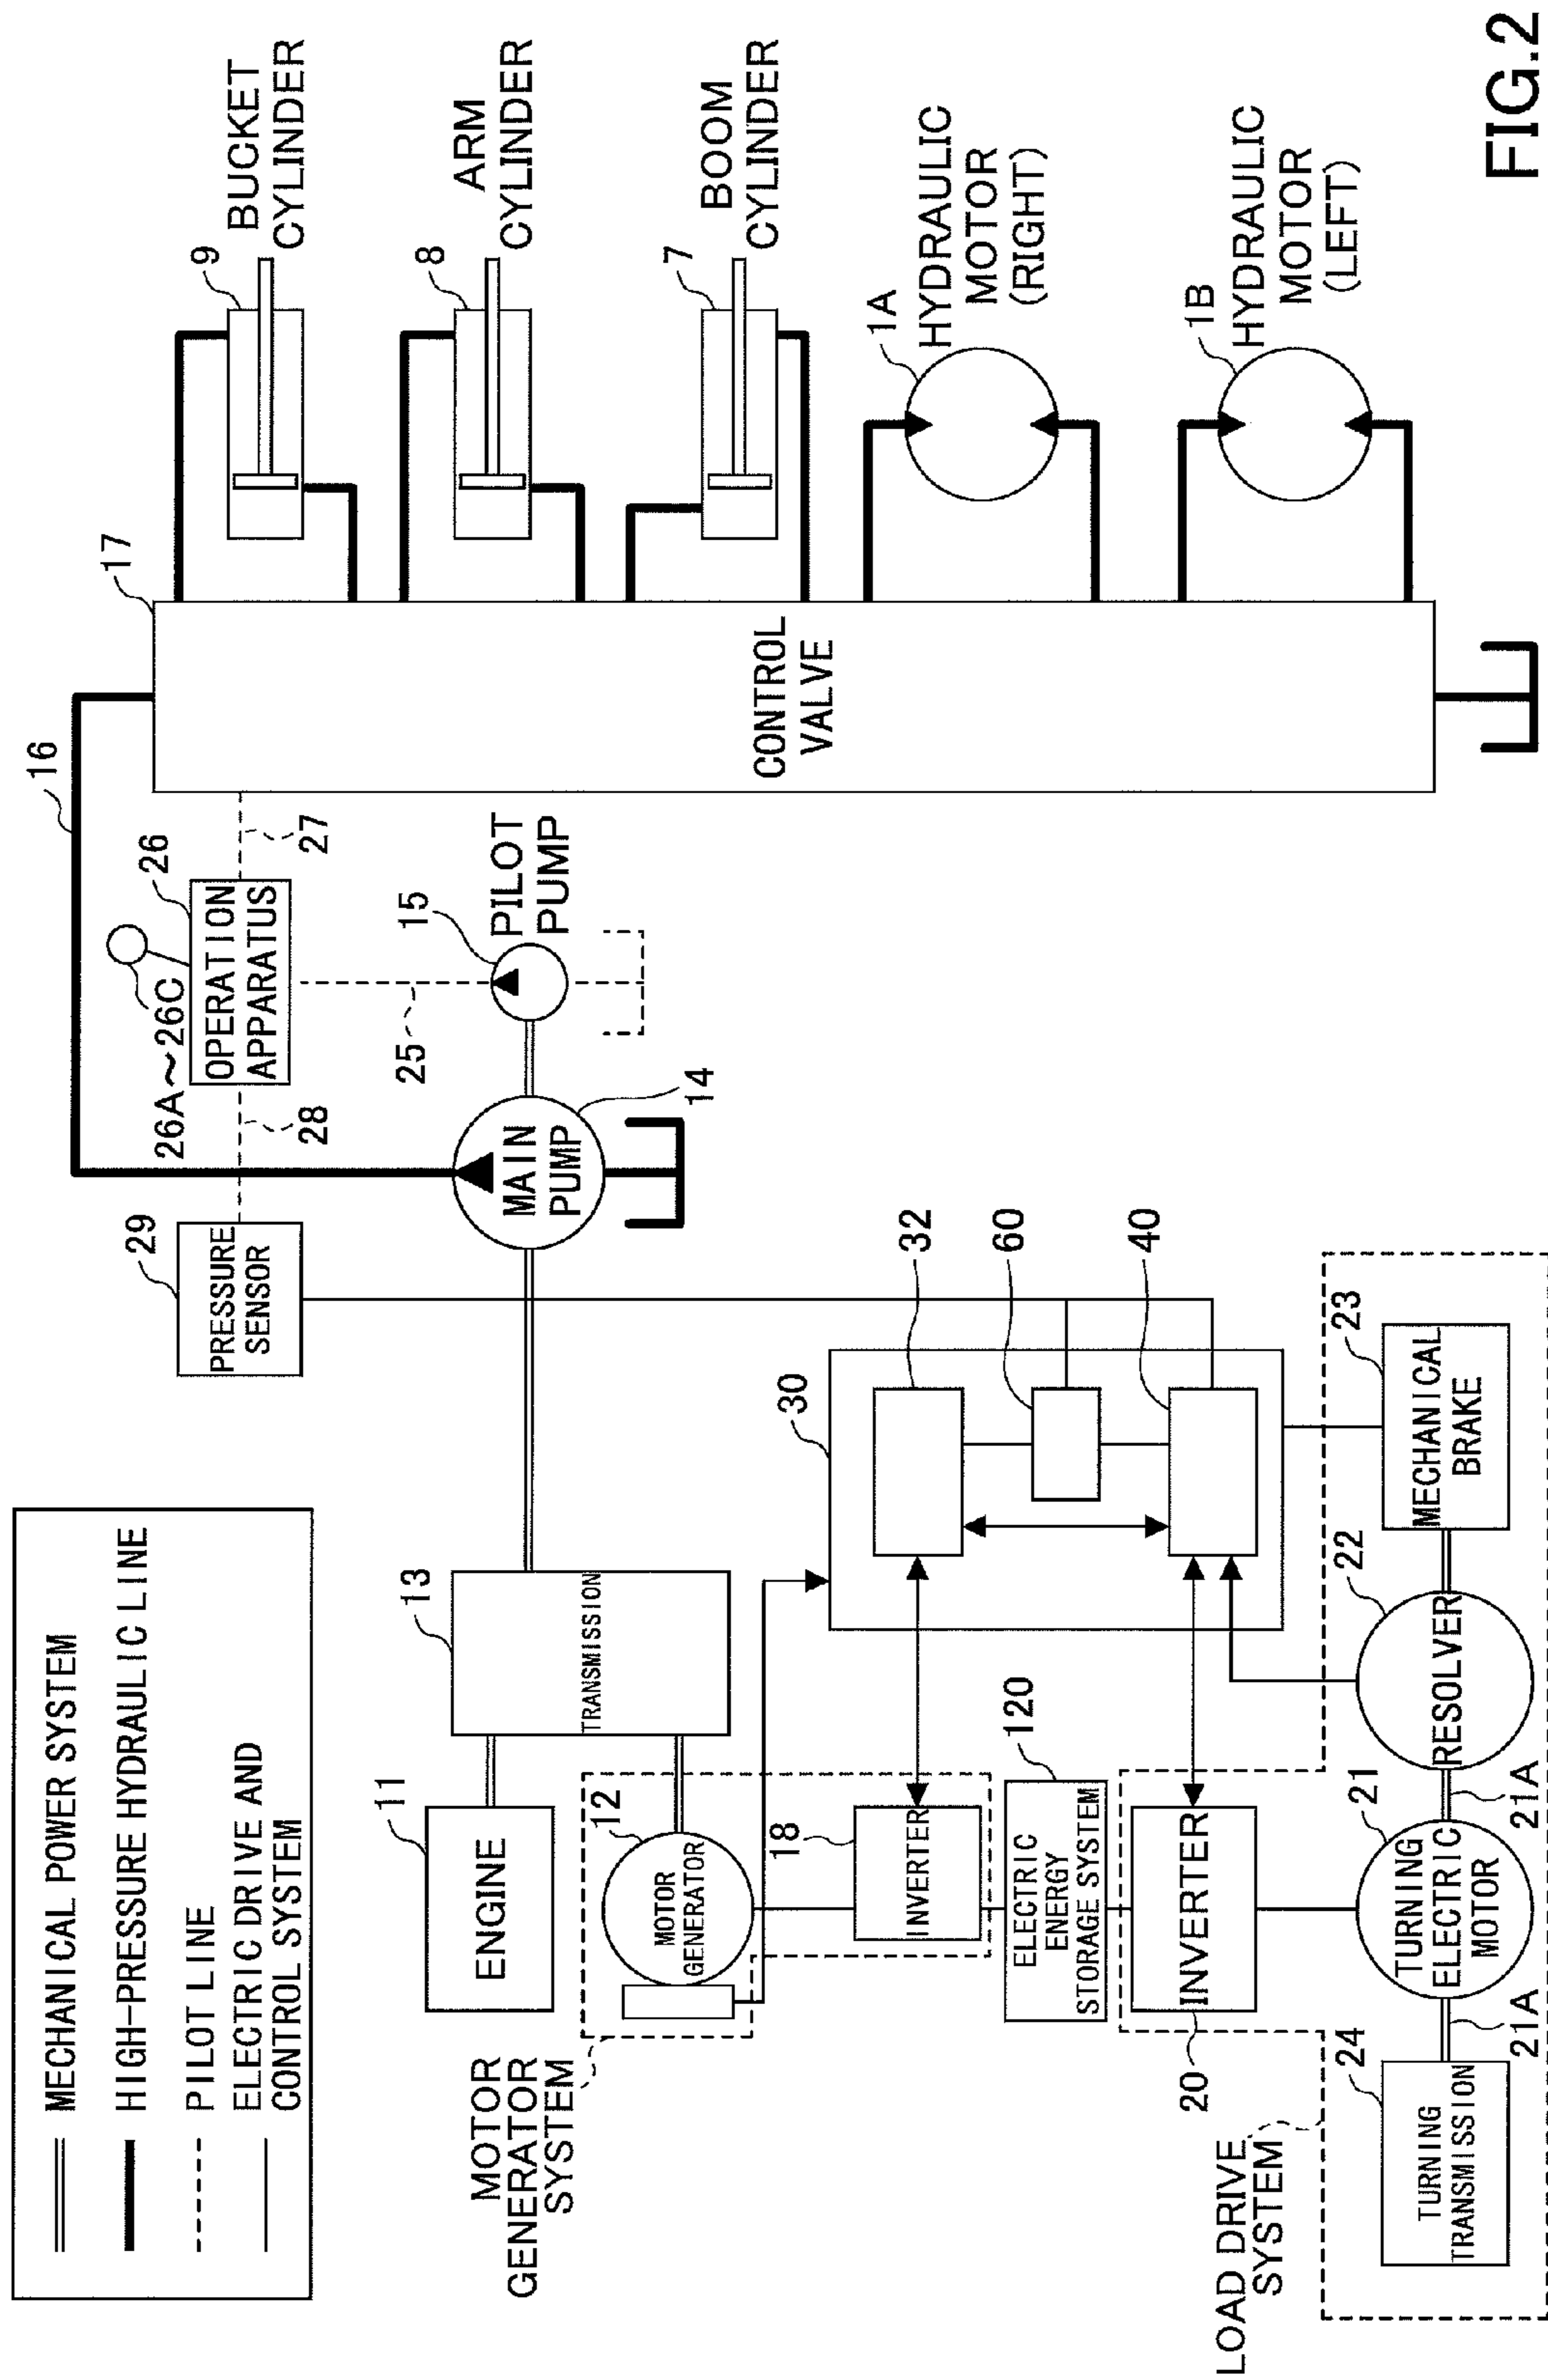 MECHANICAL POWER SYSTEM
HIGH-PRESSURE HYDRAULIC LINE
PILOT LINE
ELECTRIC DRIVE AND
CONTROL SYSTEM
29
PRESSURE
SENSOR
28
26A~26C
26
OPERATION
APPARATUS
27
16
17
25
15
PILOT
PUMP
MAIN
PUMP
14
CONTROL
VALVE
9
BUCKET
CYLINDER
8
ARM
CYLINDER
7
BOOM
CYLINDER
1A
HYDRAULIC
MOTOR
(RIGHT)
1B
HYDRAULIC
MOTOR
(LEFT)
11
ENGINE
13
TRANSMISSION
MOTOR
GENERATOR
SYSTEM
12
MOTOR
GENERATOR
18
INVERTER
120
ELECTRIC
ENERGY
STORAGE SYSTEM
30
32
60
40
LOAD DRIVE
SYSTEM
20
INVERTER
24
TURNING
TRANSMISSION
21A
21
TURNING
ELECTRIC
MOTOR
21A
22
RESOLVER
23
MECHANICAL
BRAKE
FIG.2